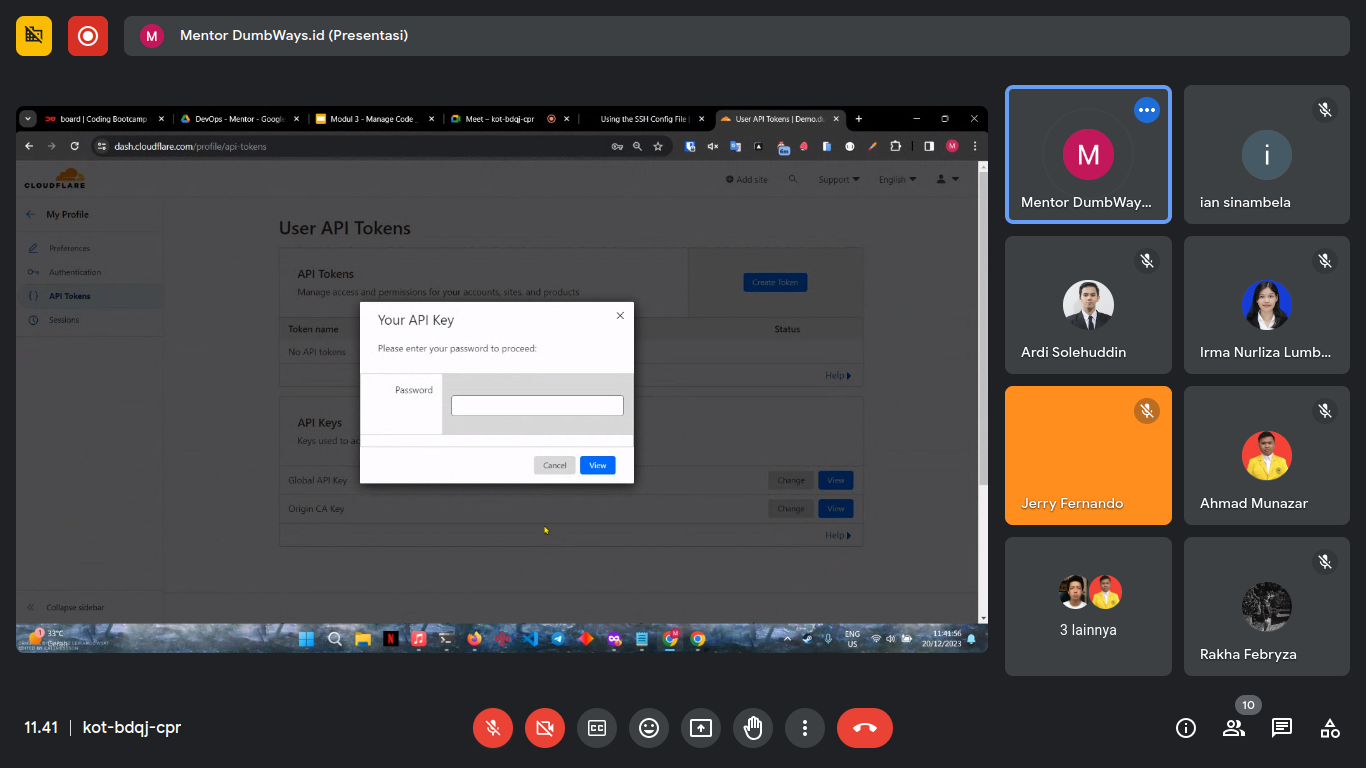 M Mentor DumbWays.id (Presentasi)
board | Coding Bootcamp
DevOps - Mentor - Google
Modul 3 - Manage Code
Meet – kot-bdqj-cpr
Using the SSH Config File |
User API Tokens | Demo.du
dash.cloudflare.com/profile/api-tokens
CLOUDFLARE
Add site
Support
English
My Profile
Preferences
Authentication
API Tokens
Sessions
Collapse sidebar
User API Tokens
API Tokens
Manage access and permissions for your accounts, sites, and products
Create Token
Token name
Status
No API tokens
Help
API Keys
Keys used to ac
Global API Key
Change
View
Origin CA Key
Change
View
Help
Your API Key
Please enter your password to proceed:
Password
Cancel
View
1
33°C
ENG
US
11:41:56
20/12/2023
M
Mentor DumbWay...
i
ian sinambela
Ardi Solehuddin
Irma Nurliza Lumb...
Jerry Fernando
Ahmad Munazar
3 lainnya
Rakha Febryza
11.41 | kot-bdqj-cpr
10